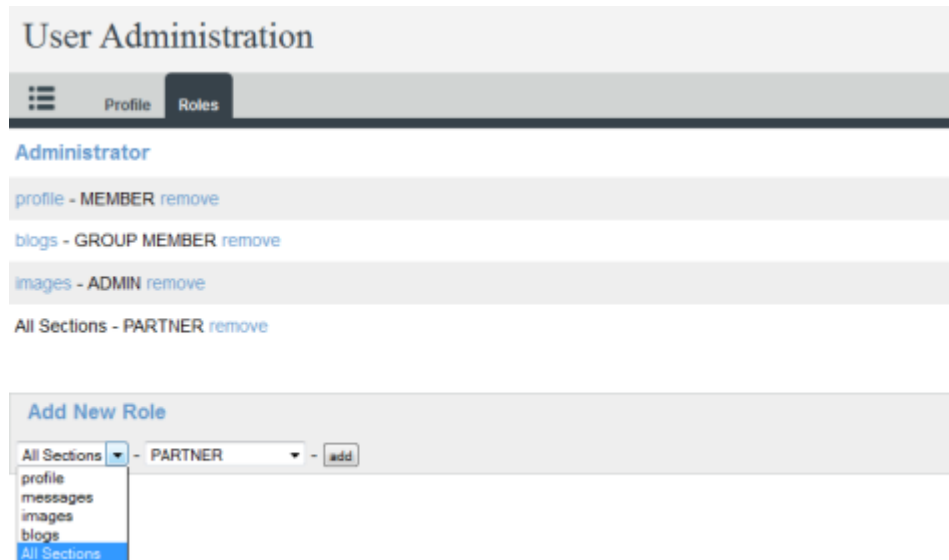 User Administration
Profile Roles
Administrator
profile - MEMBER remove
blogs - GROUP MEMBER remove
images - ADMIN remove
All Sections - PARTNER remove
Add New Role
All Sections - PARTNER - add
profile
messages
images
blogs
All Sections